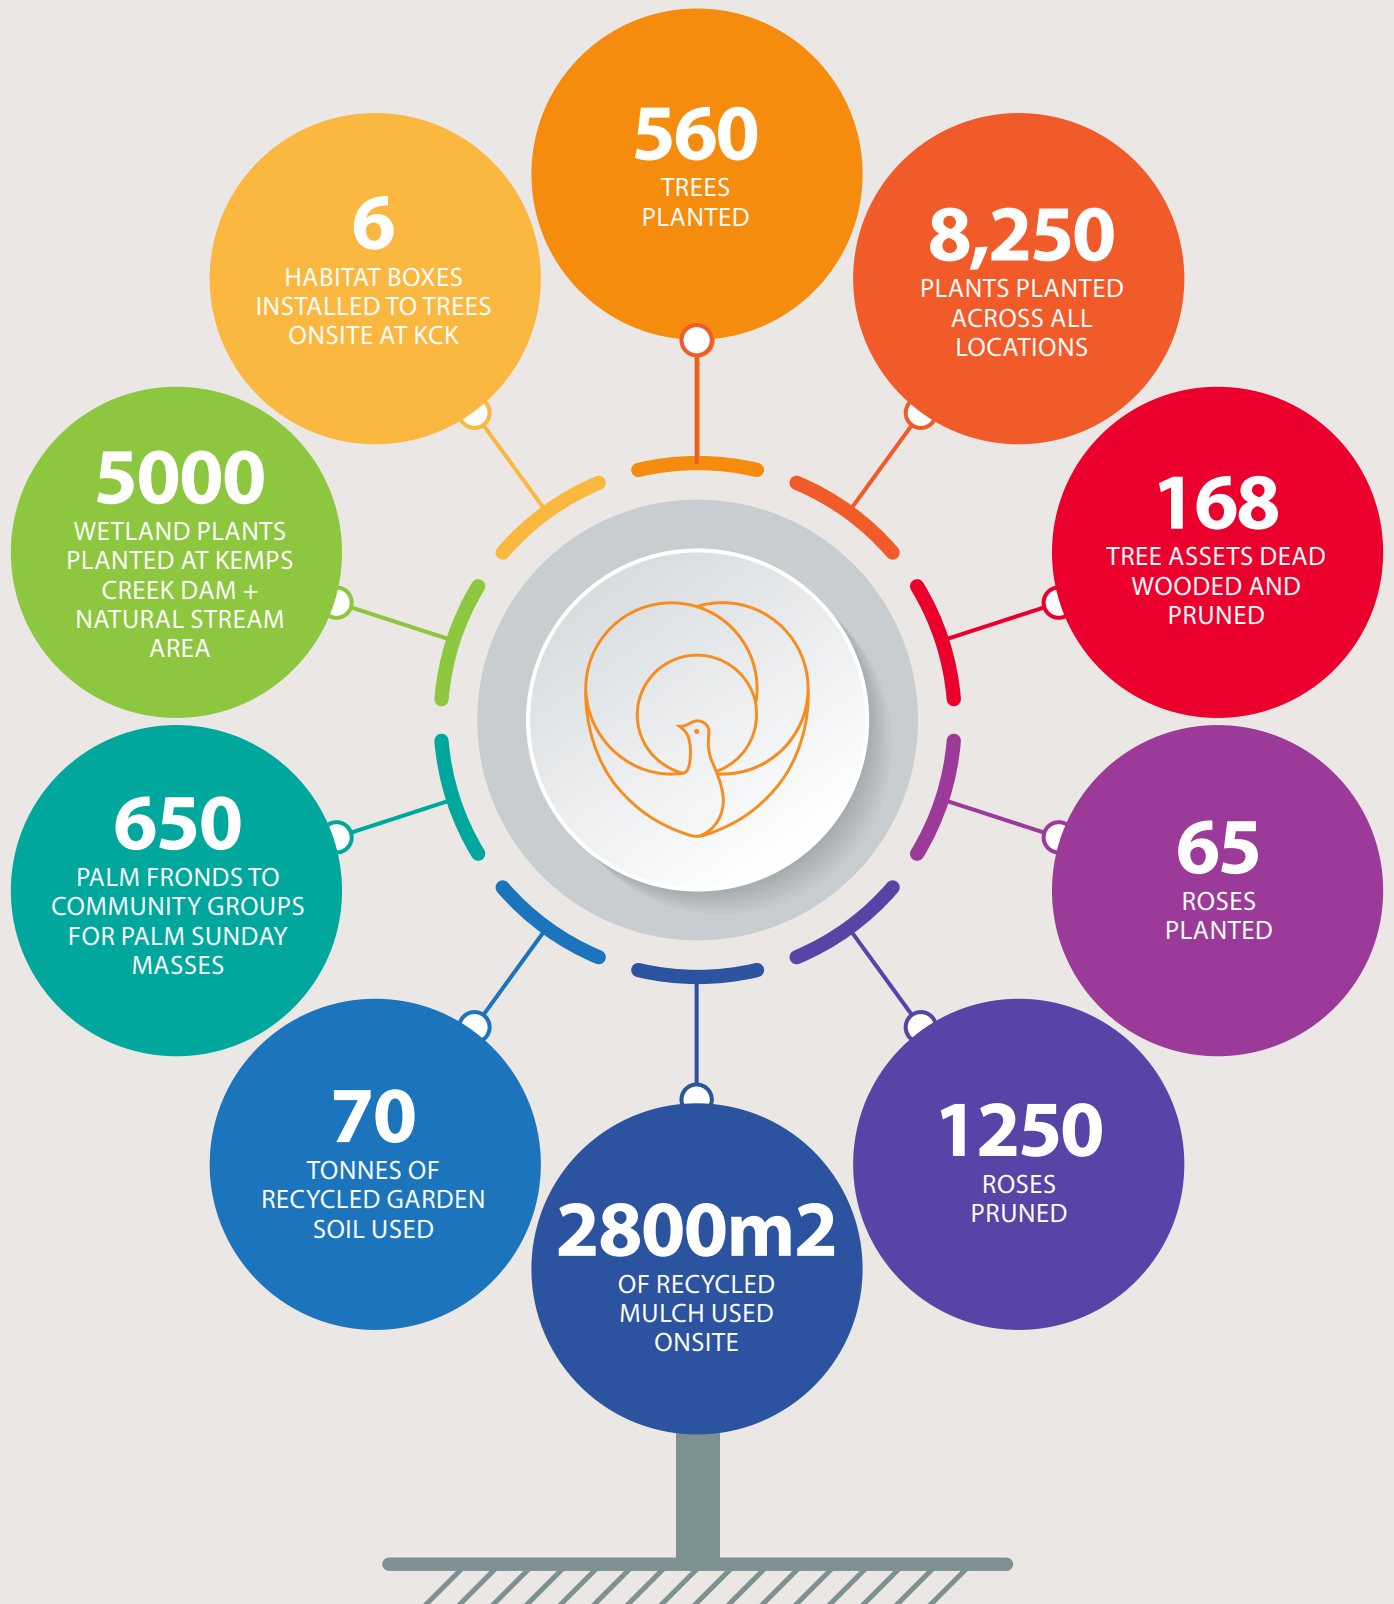 560
TREES
PLANTED
8,250
PLANTS PLANTED
ACROSS ALL
LOCATIONS
168
TREE ASSETS DEAD
WOODED AND
PRUNED
65
ROSES
PLANTED
1250
ROSES
PRUNED
2800m2
OF RECYCLED
MULCH USED
ONSITE
70
TONNES OF
RECYCLED GARDEN
SOIL USED
650
PALM FRONDS TO
COMMUNITY GROUPS
FOR PALM SUNDAY
MASSES
5000
WETLAND PLANTS
PLANTED AT KEMPS
CREEK DAM +
NATURAL STREAM
AREA
6
HABITAT BOXES
INSTALLED TO TREES
ONSITE AT KCK